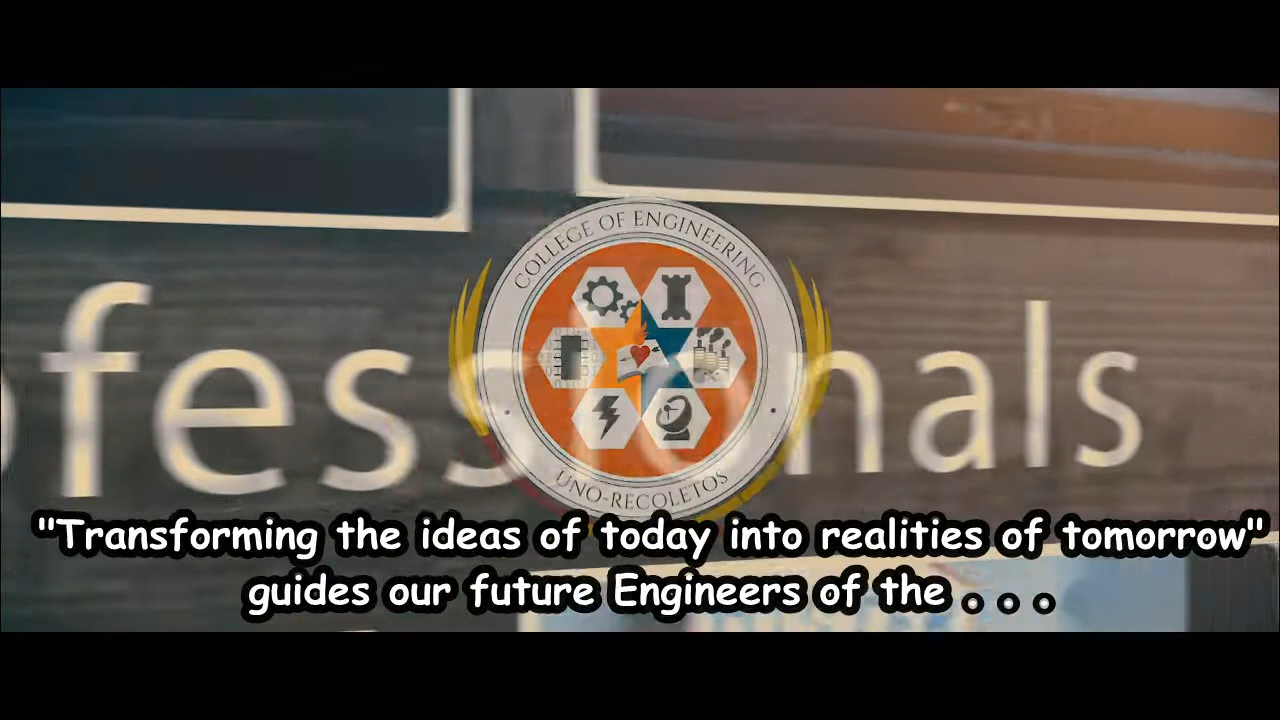 COLLEGE OF ENGINEERING
ofessionals
UNO-RECOLETOS
"Transforming the ideas of today into realities of tomorrow"
guides our future Engineers of the . . .